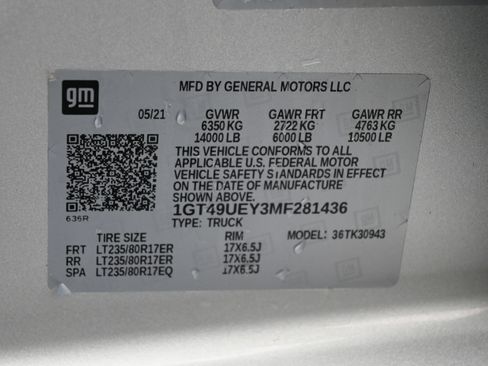 gm
MFD BY GENERAL MOTORS LLC
05/21 GVWR GAWR FRT GAWR RR
6350 KG 2722 KG 4763 KG
14000 LB 6000 LB 10500 LB
THIS VEHICLE CONFORMS TO ALL
APPLICABLE U.S. FEDERAL MOTOR
VEHICLE SAFETY STANDARDS IN EFFECT
ON THE DATE OF MANUFACTURE
SHOWN ABOVE.
636R
1GT49UEY3MF281436
TYPE: TRUCK
TIRE SIZE RIM MODEL: 36TK30943
FRT LT235/80R17ER 17X6.5J
RR LT235/80R17ER 17X6.5J
SPA LT235/80R17EQ 17X6.5J